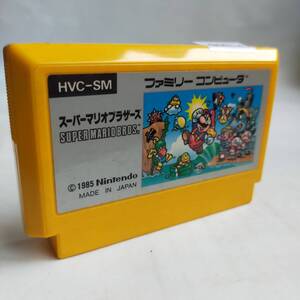 HVC-SM
ファミリー コンピュータ
スーパーマリオブラザーズ
SUPER MARIO BROS.
© 1985 Nintendo
MADE IN JAPAN